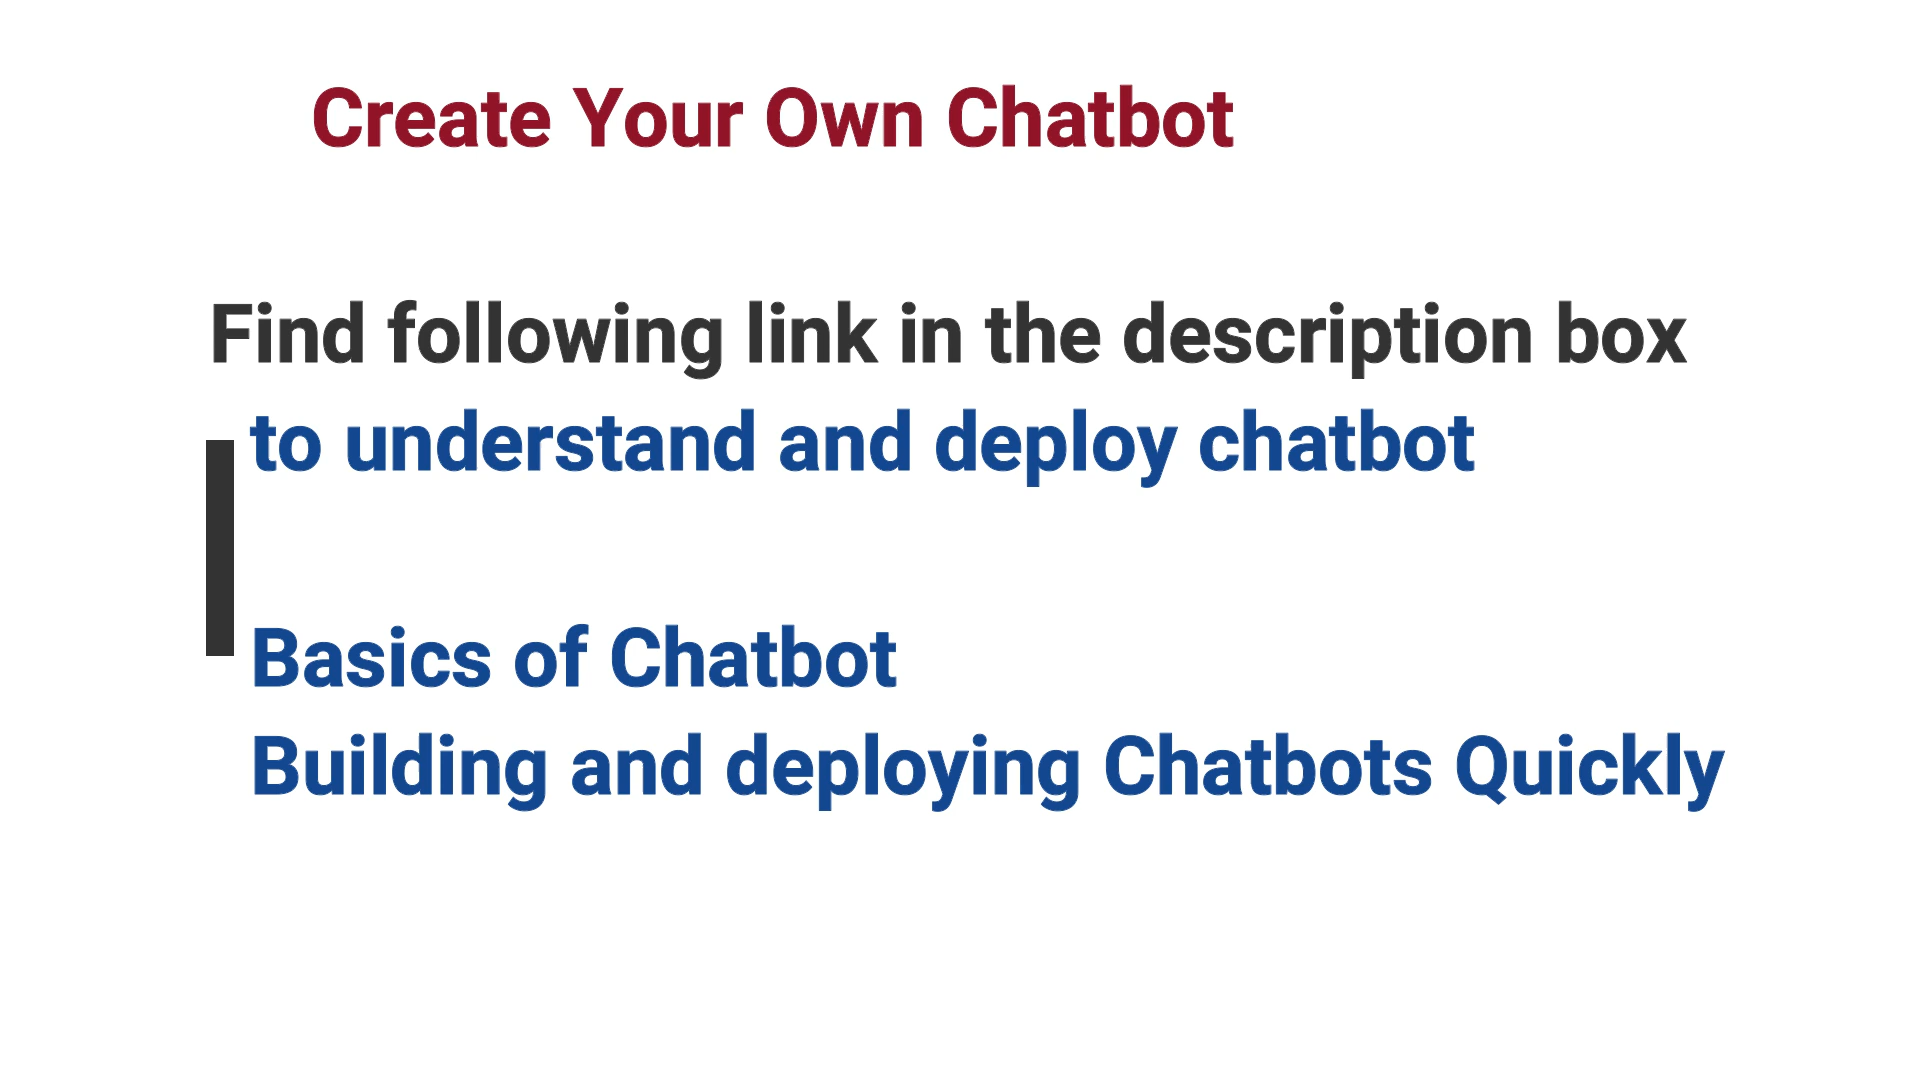 Create Your Own Chatbot
Find following link in the description box
to understand and deploy chatbot
Basics of Chatbot
Building and deploying Chatbots Quickly